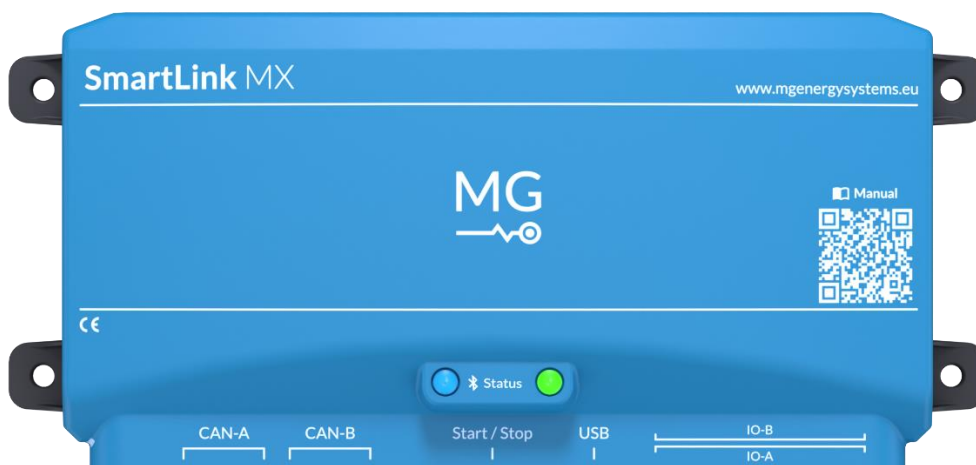 SmartLink MX
www.mgenergysystems.eu
MG
Manual
CE
Status
CAN-A CAN-B Start / Stop USB IO-B
IO-A